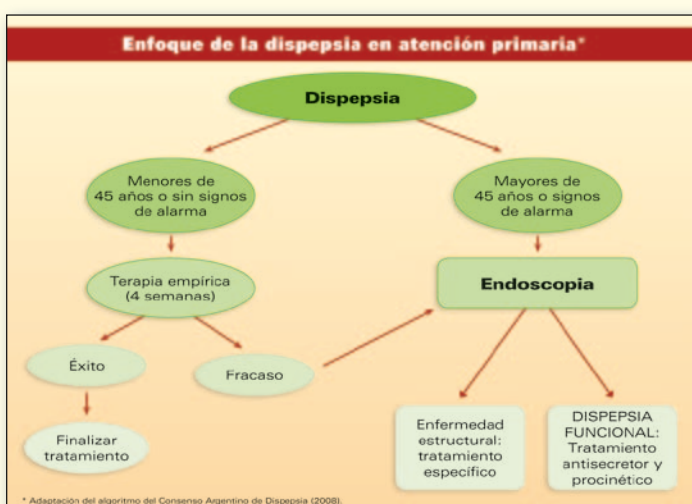 Enfoque de la dispepsia en atención primaria*
Dispepsia
Menores de
45 años o sin signos
de alarma
Mayores de
45 años o signos
de alarma
Terapia empírica
(4 semanas)
Endoscopia
Éxito
Fracaso
Finalizar
tratamiento
Enfermedad
estructural:
tratamiento
específico
DISPEPSIA
FUNCIONAL:
Tratamiento
antisecretor y
procinético
* Adaptación del algoritmo del Consenso Argentino de Dispepsia (2008).